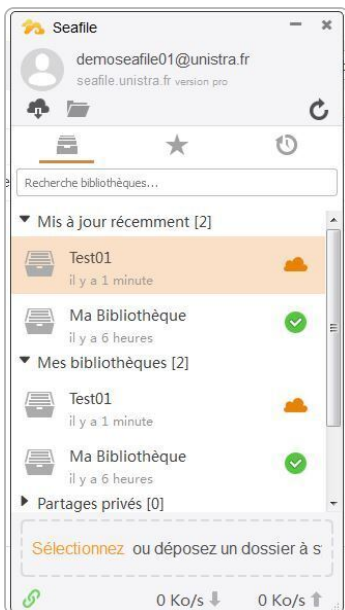 Seafile
demoseafile01@unistra.fr
seafile.unistra.fr version pro
Recherche bibliothèques...
Mis à jour récemment [2]
Test01
il y a 1 minute
Ma Bibliothèque
il y a 6 heures
Mes bibliothèques [2]
Test01
il y a 1 minute
Ma Bibliothèque
il y a 6 heures
Partages privés [0]
Sélectionnez ou déposez un dossier à s
0 Ko/s 0 Ko/s